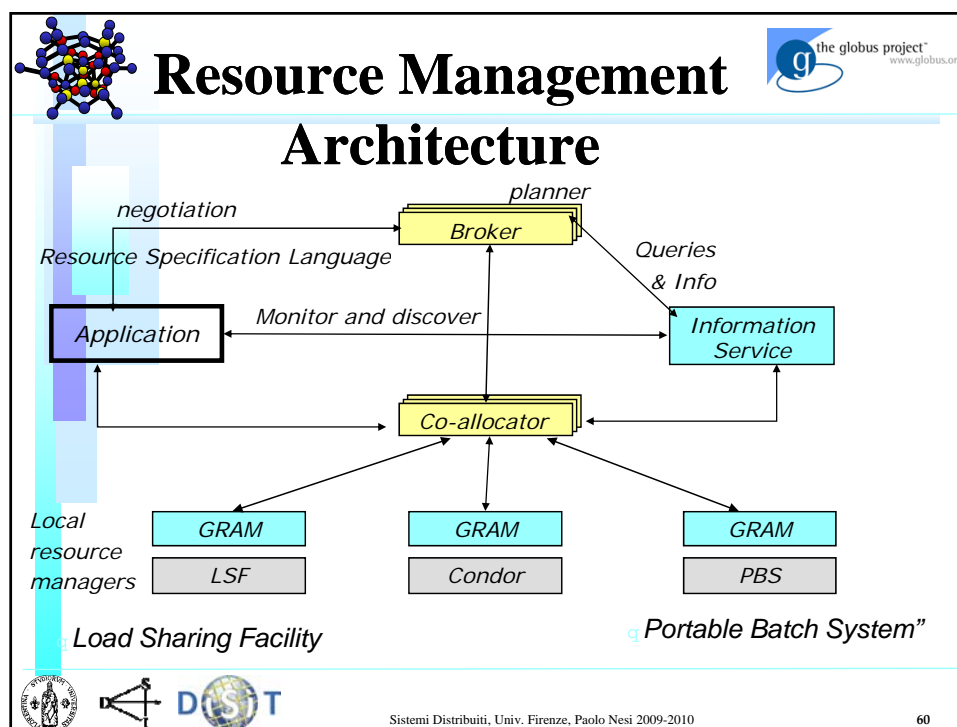 Resource Management
Architecture
g the globus project™
www.globus.or
planner
negotiation
Broker
Resource Specification Language
Queries
& Info
Application
Monitor and discover
Information
Service
Co-allocator
Local
resource
managers
GRAM
GRAM
GRAM
LSF
Condor
PBS
q Load Sharing Facility
q Portable Batch System”
DISIT
Sistemi Distribuiti, Univ. Firenze, Paolo Nesi 2009-2010
60